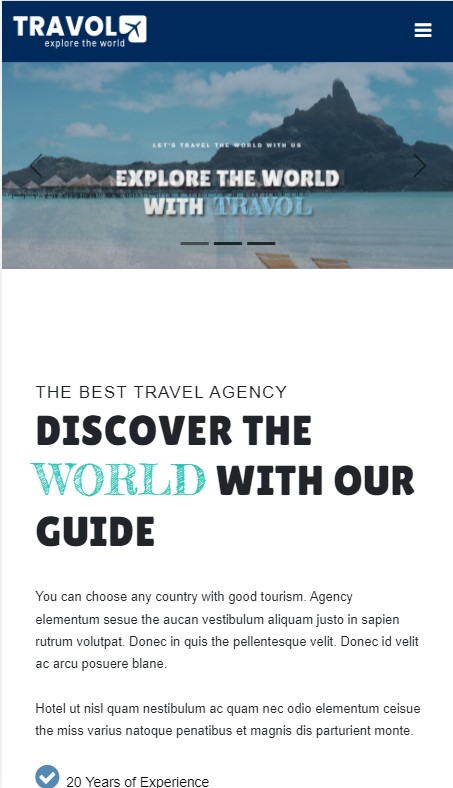 TRAVOL
explore the world
LET'S TRAVEL THE WORLD WITH US
EXPLORE THE WORLD
WITH TRAVOL
THE BEST TRAVEL AGENCY
DISCOVER THE
WORLD WITH OUR
GUIDE
You can choose any country with good tourism. Agency
elementum sesue the aucan vestibulum aliquam justo in sapien
rutrum volutpat. Donec in quis the pellentesque velit. Donec id velit
ac arcu posuere blane.
Hotel ut nisl quam nestibulum ac quam nec odio elementum ceisue
the miss varius natoque penatibus et magnis dis parturient monte.
20 Years of Experience